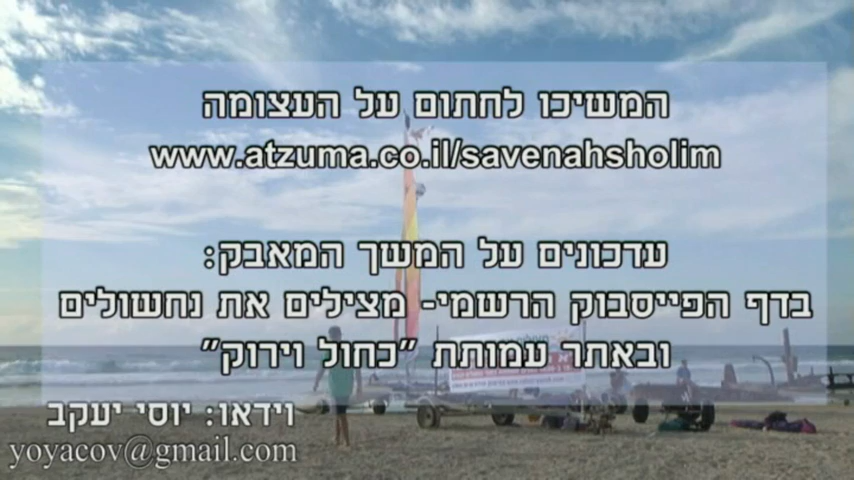 המשיכו לחתום על העצומה
www.atzuma.co.il/savenahsholim
עדכונים על המשך המאבק:
בדף הפייסבוק הרשמי- מצילים את נחשולים
ובאתר עמותת "כחול וירוק"
וידאו: יוסי יעקב
yoyacov@gmail.com